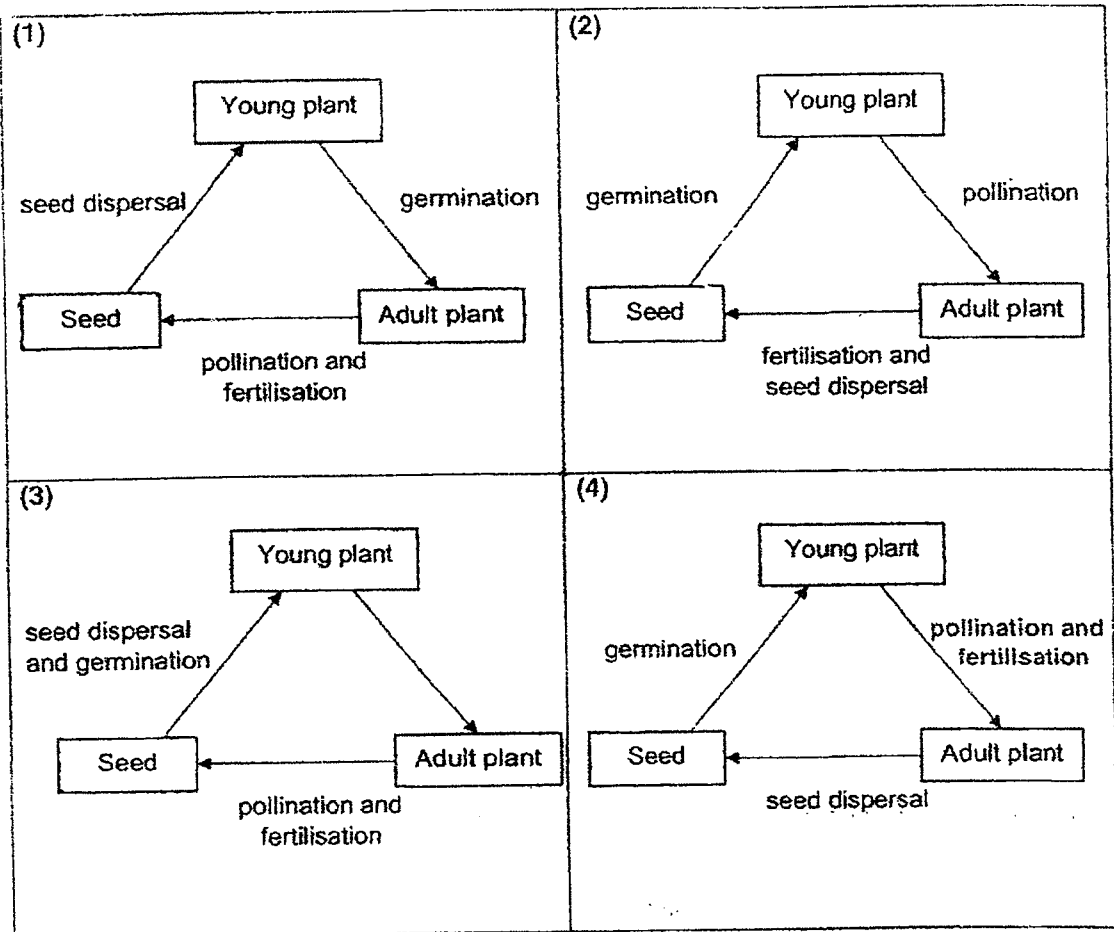 (1)
Young plant
seed dispersal
germination
Seed
Adult plant
pollination and
fertilisation
(2)
Young plant
germination
pollination
Seed
Adult plant
fertilisation and
seed dispersal
(3)
Young plant
seed dispersal
and germination
Seed
Adult plant
pollination and
fertilisation
(4)
Young plant
germination
pollination and
fertilisation
Seed
Adult plant
seed dispersal